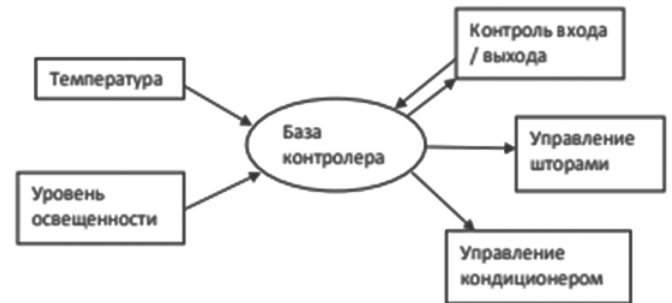 Контроль входа
/ выхода
Температура
База
контролера
Управление
шторами
Уровень
освещенности
Управление
кондиционером